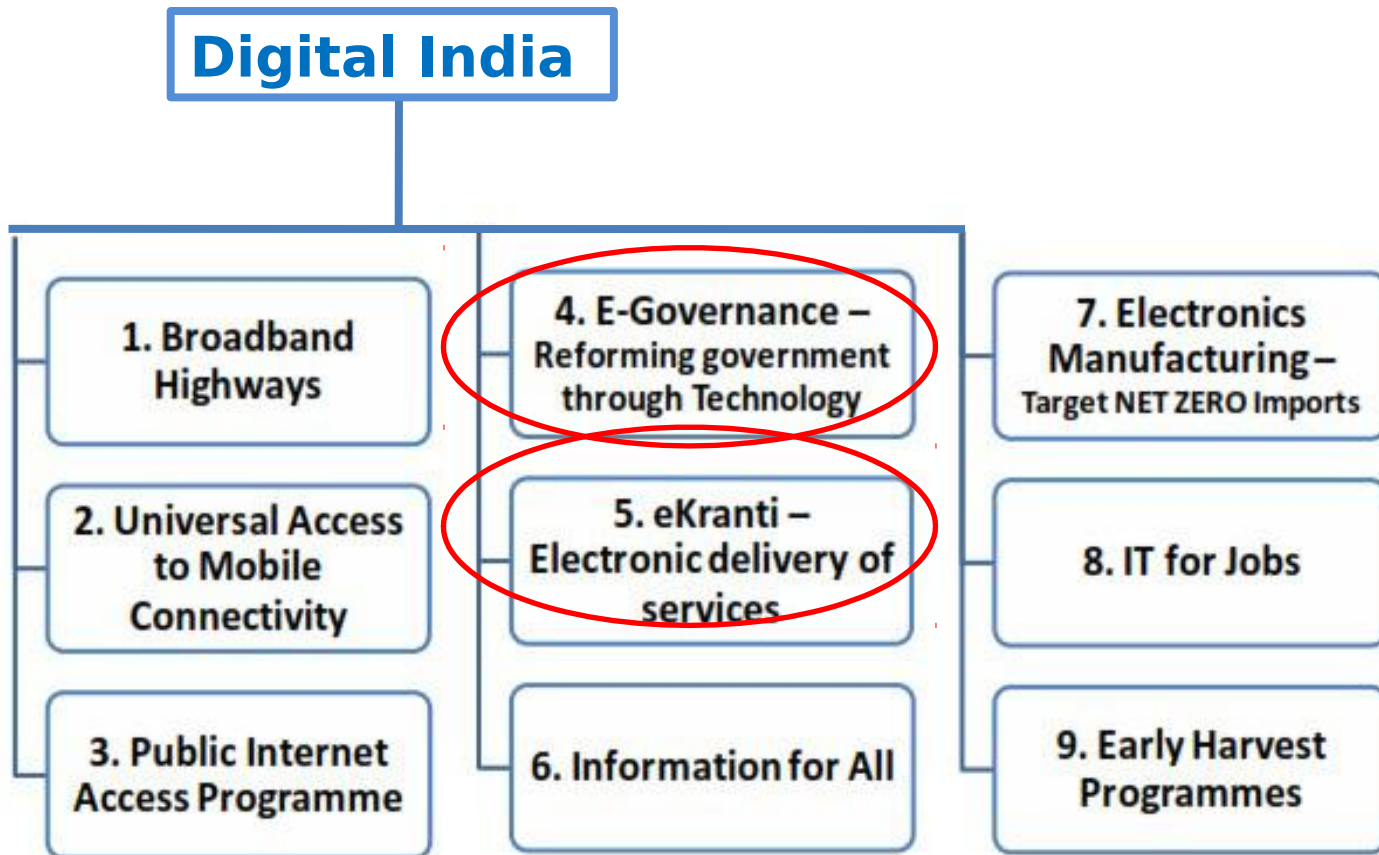 Digital India
1. Broadband
Highways
2. Universal Access
to Mobile
Connectivity
3. Public Internet
Access Programme
4. E-Governance –
Reforming government
through Technology
5. eKranti –
Electronic delivery of
services
6. Information for All
7. Electronics
Manufacturing –
Target NET ZERO Imports
8. IT for Jobs
9. Early Harvest
Programmes